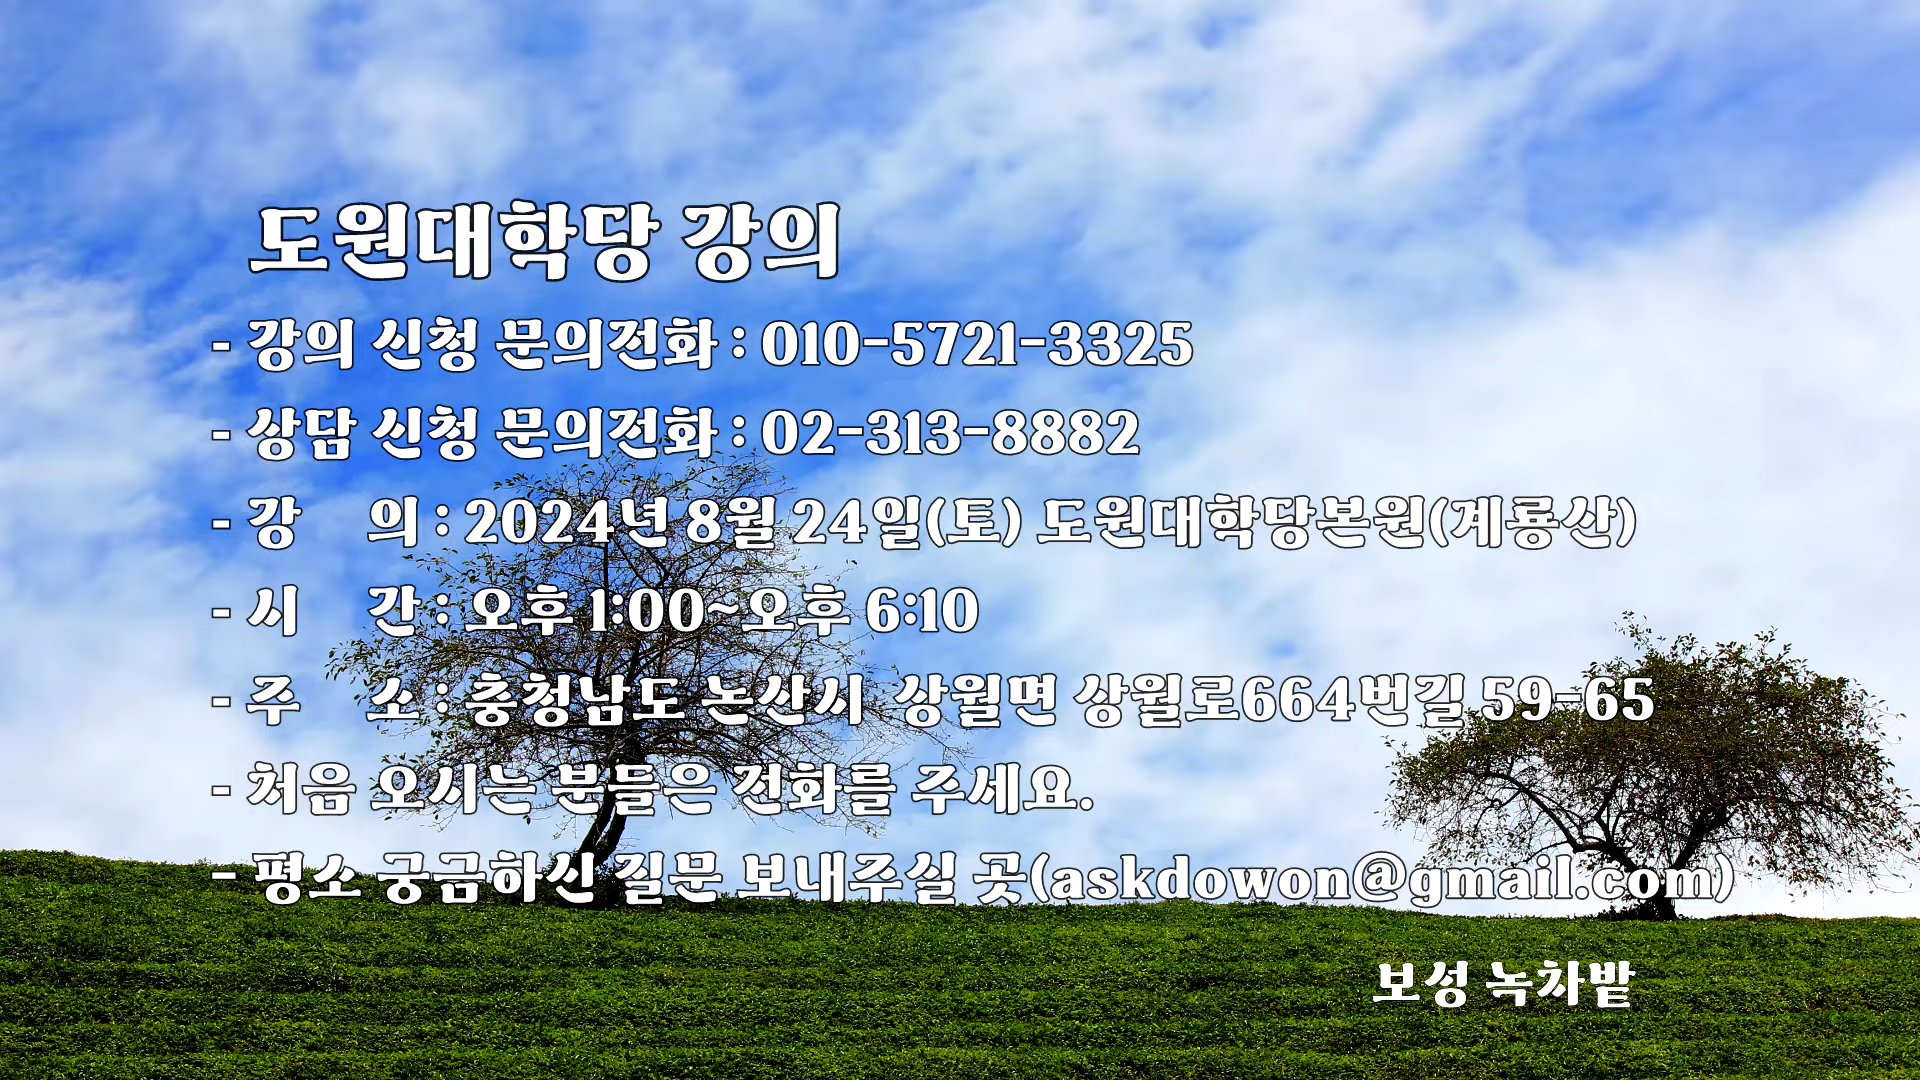 도원대학당 강의
- 강의 신청 문의전화 : 010-5721-3325
- 상담 신청 문의전화 : 02-313-8882
- 강 의 : 2024년 8월 24일(토) 도원대학당본원(계룡산)
- 시 간 : 오후 1:00~오후 6:10
- 주 소 : 충청남도 논산시 상월면 상월로664번길 59-65
- 처음 오시는 분들은 전화를 주세요.
- 평소 궁금하신 질문 보내주실 곳(askdowon@gmail.com)
보성 녹차밭